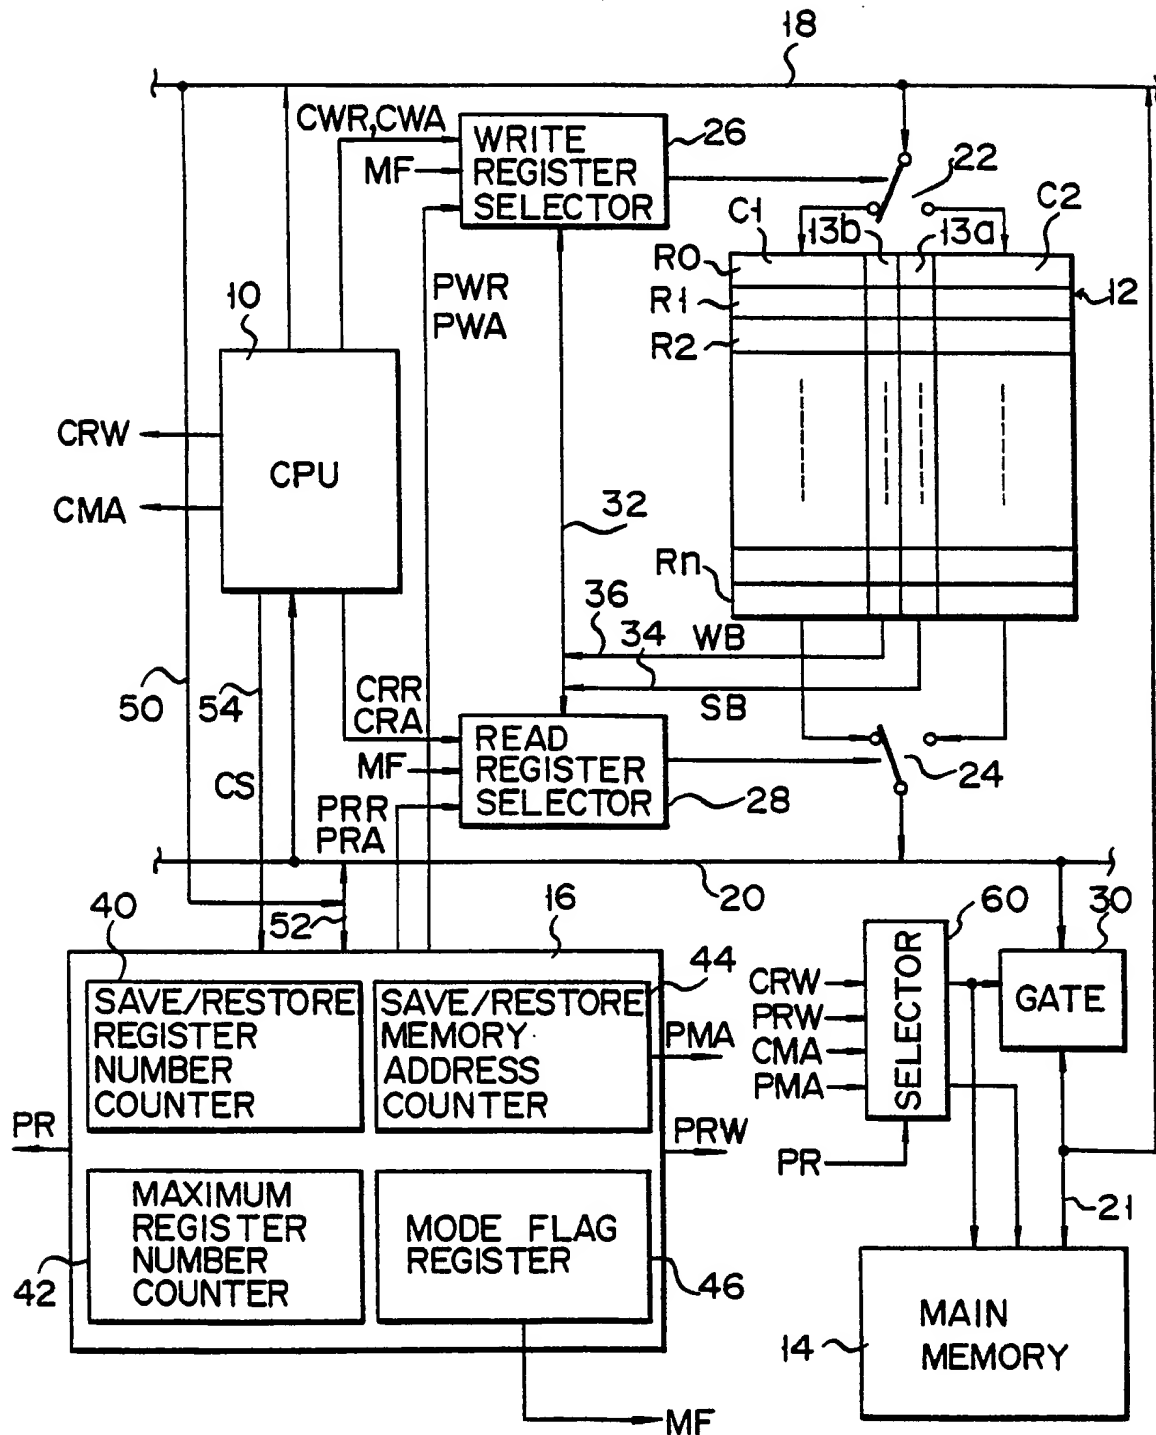 18
CWR,CWA
WRITE
REGISTER
SELECTOR
26
MF
22
C1
13b
13a
C2
R0
R1
R2
12
PWR
PWA
10
CRW
CPU
CMA
32
Rn
36
34
WB
SB
50
54
CRR
CRA
READ
REGISTER
SELECTOR
MF
24
28
CS
PRR
PRA
20
40
52
16
60
30
44
SAVE/RESTORE
REGISTER
NUMBER
COUNTER
SAVE/RESTORE
MEMORY
ADDRESS
COUNTER
PMA
CRW
PRW
CMA
PMA
SELECTOR
GATE
PR
PRW
PR
MAXIMUM
REGISTER
NUMBER
COUNTER
MODE FLAG
REGISTER
21
42
46
14
MAIN
MEMORY
MF